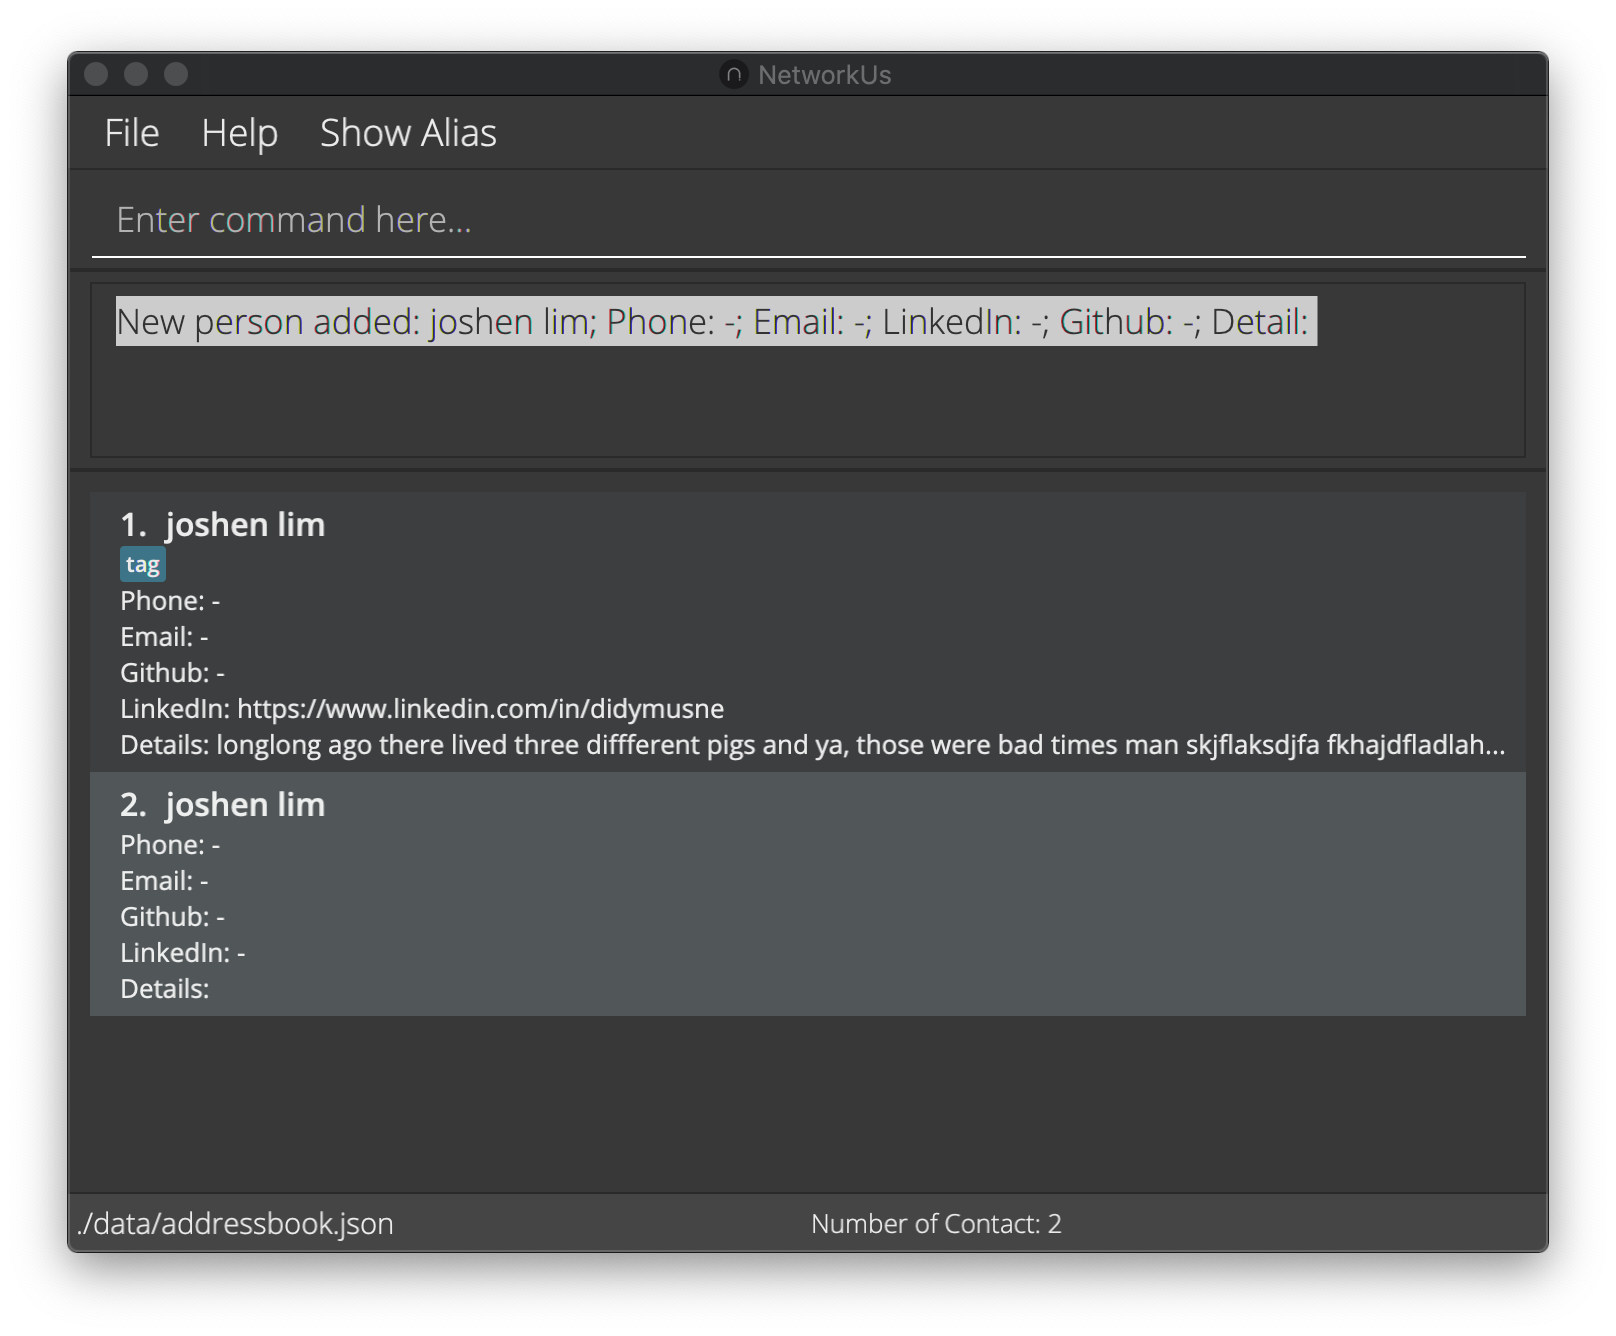 NetworkUs
File Help Show Alias
Enter command here...
New person added: joshen lim; Phone: -; Email: -; LinkedIn: -; Github: -; Detail:
1. joshen lim
tag
Phone: -
Email: -
Github: -
LinkedIn: https://www.linkedin.com/in/didymusne
Details: longlong ago there lived three diffferent pigs and ya, those were bad times man skjflaksdjfa fkhajdfladlah...
2. joshen lim
Phone: -
Email: -
Github: -
LinkedIn: -
Details:
./data/addressbook.json Number of Contact: 2